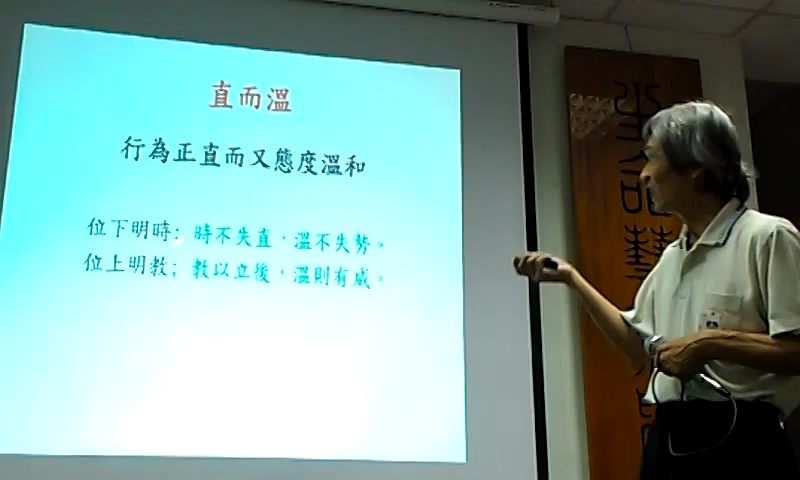 直而溫
行為正直而又態度溫和
位下明時；時不失直，溫不失勢。
位上明教；教以立後，溫則有威。